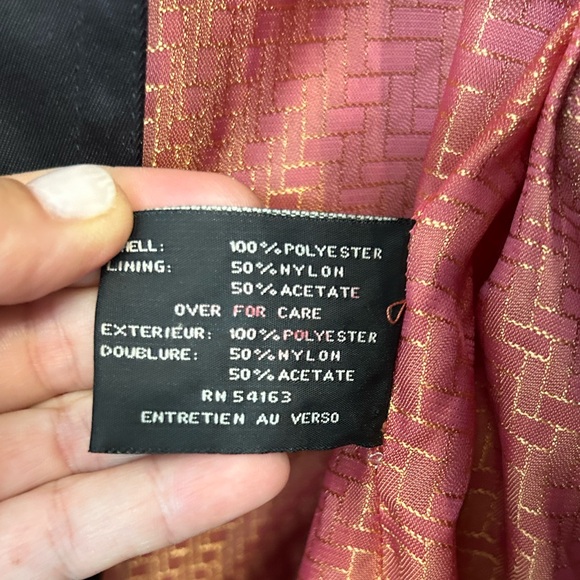 HELL: 100% POLYESTER
LINING: 50% NYLON
50% ACETATE
OVER FOR CARE
EXTERIEUR: 100% POLYESTER
DOUBLURE: 50% NYLON
50% ACETATE
RN 54163
ENTRETIEN AU VERSO